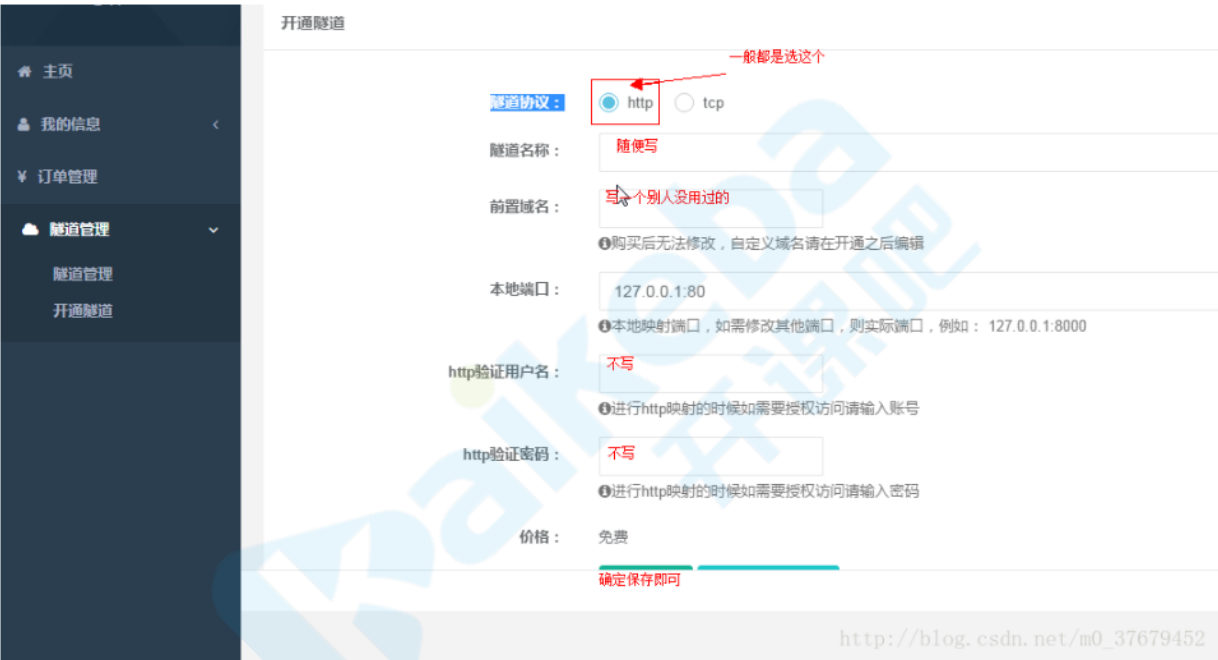 开通隧道
主页
我的信息
¥ 订单管理
隧道管理
隧道管理
开通隧道
一般都是选这个
隧道协议： http tcp
隧道名称： 随便写
前置域名： 写一个别人没用过的
购买后无法修改，自定义域名请在开通之后编辑
本地端口： 127.0.0.1:80
本地映射端口，如需修改其他端口，则实际端口，例如： 127.0.0.1:8000
http验证用户名： 不写
进行http映射的时候如需要授权访问请输入账号
http验证密码： 不写
进行http映射的时候如需要授权访问请输入密码
价格： 免费
确定保存即可
Kaikeba
开课吧
http://blog.csdn.net/m0_37679452